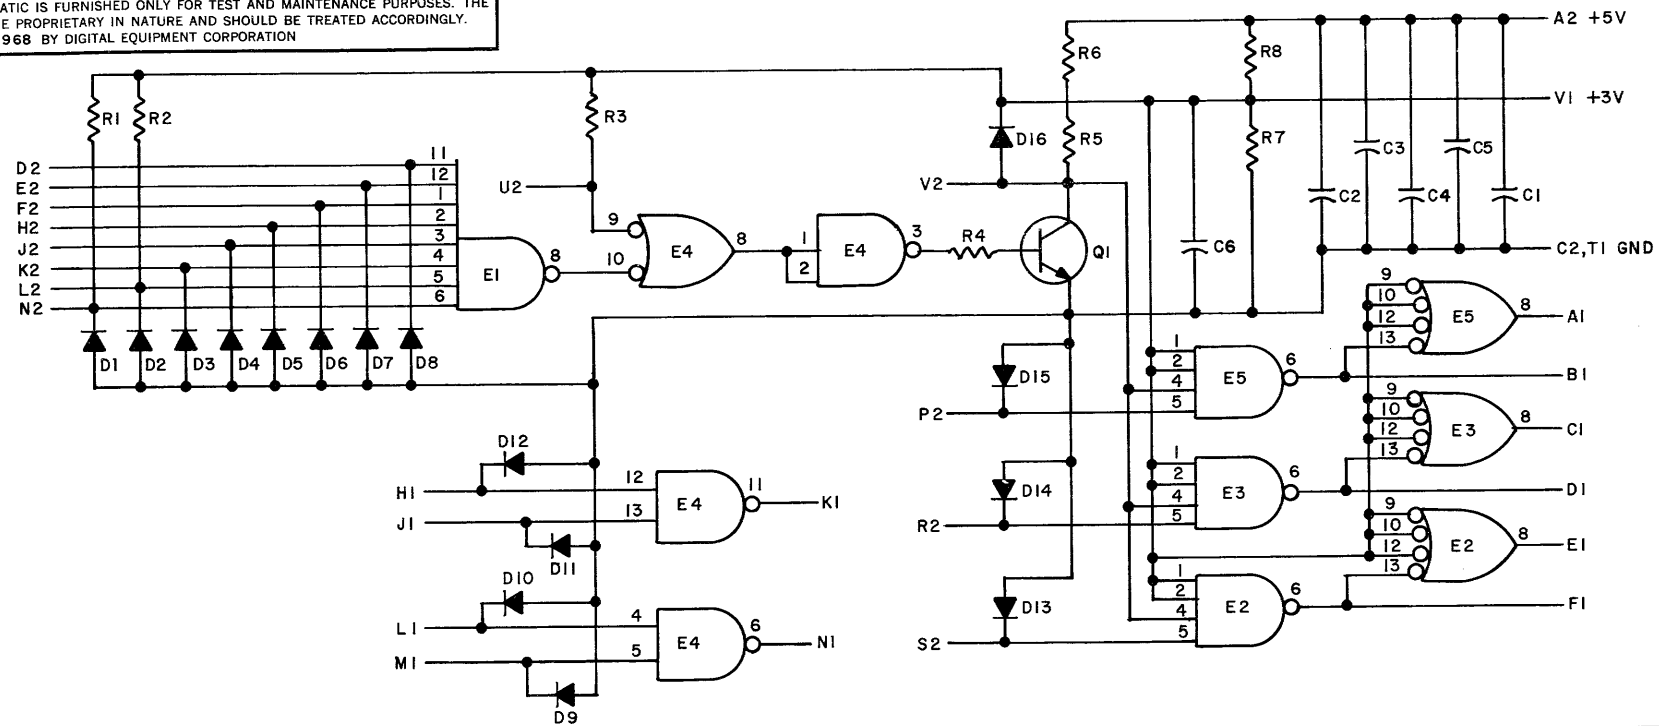 ATIC IS FURNISHED ONLY FOR TEST AND MAINTENANCE PURPOSES. THE
E PROPRIETARY IN NATURE AND SHOULD BE TREATED ACCORDINGLY.
968 BY DIGITAL EQUIPMENT CORPORATION
A2 +5V
R6
R8
V1 +3V
R1
R2
R3
D16
R5
R7
C3
C5
D2
E2
F2
H2
J2
K2
L2
N2
11
12
1
2
3
4
5
6
E1
8
U2
9
10
E4
8
1
2
E4
3
R4
V2
Q1
C6
C2
C4
C1
C2,T1 GND
D1
D2
D3
D4
D5
D6
D7
D8
9
10
12
13
E5
8
A1
D15
P2
1
2
4
5
E5
6
B1
9
10
12
13
E3
8
C1
D12
H1
J1
12
13
E4
11
K1
D11
D14
R2
1
2
4
5
E3
6
D1
9
10
12
13
E2
8
E1
D10
L1
M1
4
5
E4
6
N1
D9
D13
S2
1
2
4
5
E2
6
F1